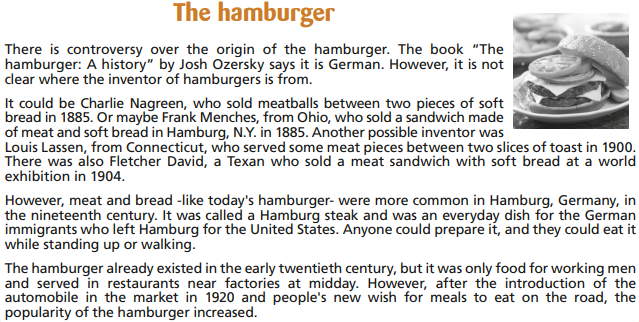 The hamburger
There is controversy over the origin of the hamburger. The book “The
hamburger: A history” by Josh Ozersky says it is German. However, it is not
clear where the inventor of hamburgers is from.
It could be Charlie Nagreen, who sold meatballs between two pieces of soft
bread in 1885. Or maybe Frank Menches, from Ohio, who sold a sandwich made
of meat and soft bread in Hamburg, N.Y. in 1885. Another possible inventor was
Louis Lassen, from Connecticut, who served some meat pieces between two slices of toast in 1900.
There was also Fletcher David, a Texan who sold a meat sandwich with soft bread at a world
exhibition in 1904.
However, meat and bread -like today's hamburger- were more common in Hamburg, Germany, in
the nineteenth century. It was called a Hamburg steak and was an everyday dish for the German
immigrants who left Hamburg for the United States. Anyone could prepare it, and they could eat it
while standing up or walking.
The hamburger already existed in the early twentieth century, but it was only food for working men
and served in restaurants near factories at midday. However, after the introduction of the
automobile in the market in 1920 and people's new wish for meals to eat on the road, the
popularity of the hamburger increased.